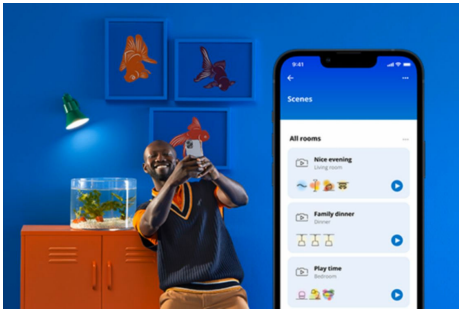 9:41
Scenes
All rooms
Nice evening
Living room
Family dinner
Dinner
Play time
Bedroom